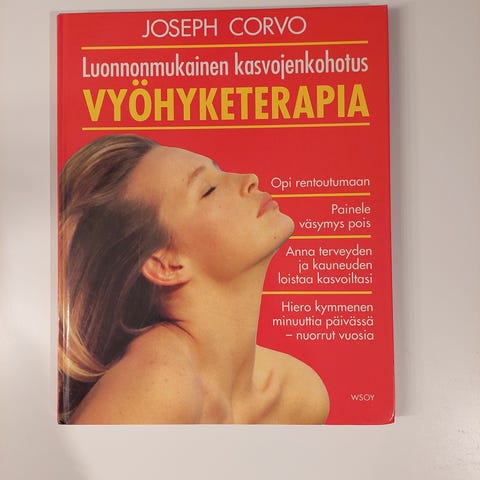 JOSEPH CORVO
Luonnonmukainen kasvojenkohotus
VYÖHYKETERAPIA
Opi rentoutumaan
Painele
väsymys pois
Anna terveyden
ja kauneuden
loistaa kasvoiltasi
Hiero kymmenen
minuuttia päivässä
– nuorrut vuosia
WSOY